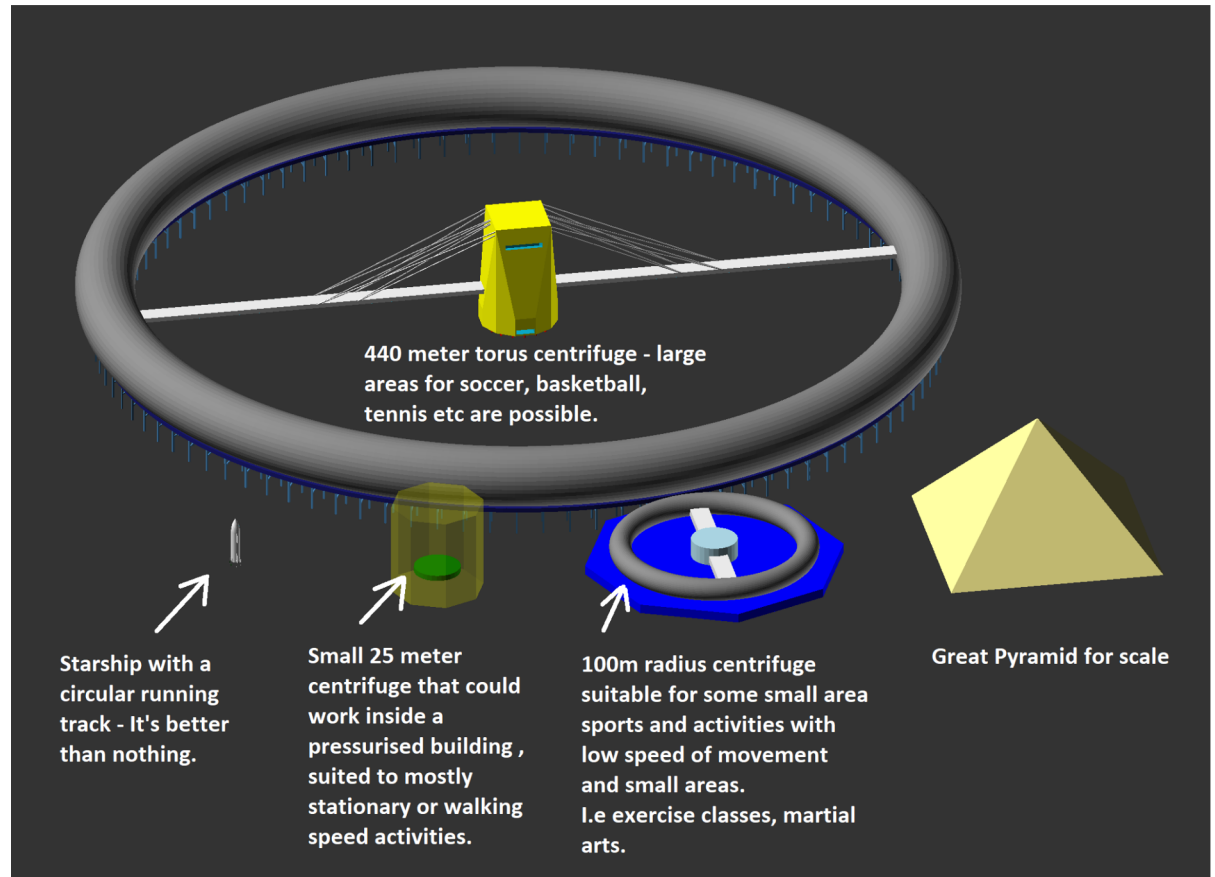 440 meter torus centrifuge - large
areas for soccer, basketball,
tennis etc are possible.
Starship with a
circular running
track - It's better
than nothing.
Small 25 meter
centrifuge that could
work inside a
pressurised building ,
suited to mostly
stationary or walking
speed activities.
100m radius centrifuge
suitable for some small area
sports and activities with
low speed of movement
and small areas.
I.e exercise classes, martial
arts.
Great Pyramid for scale